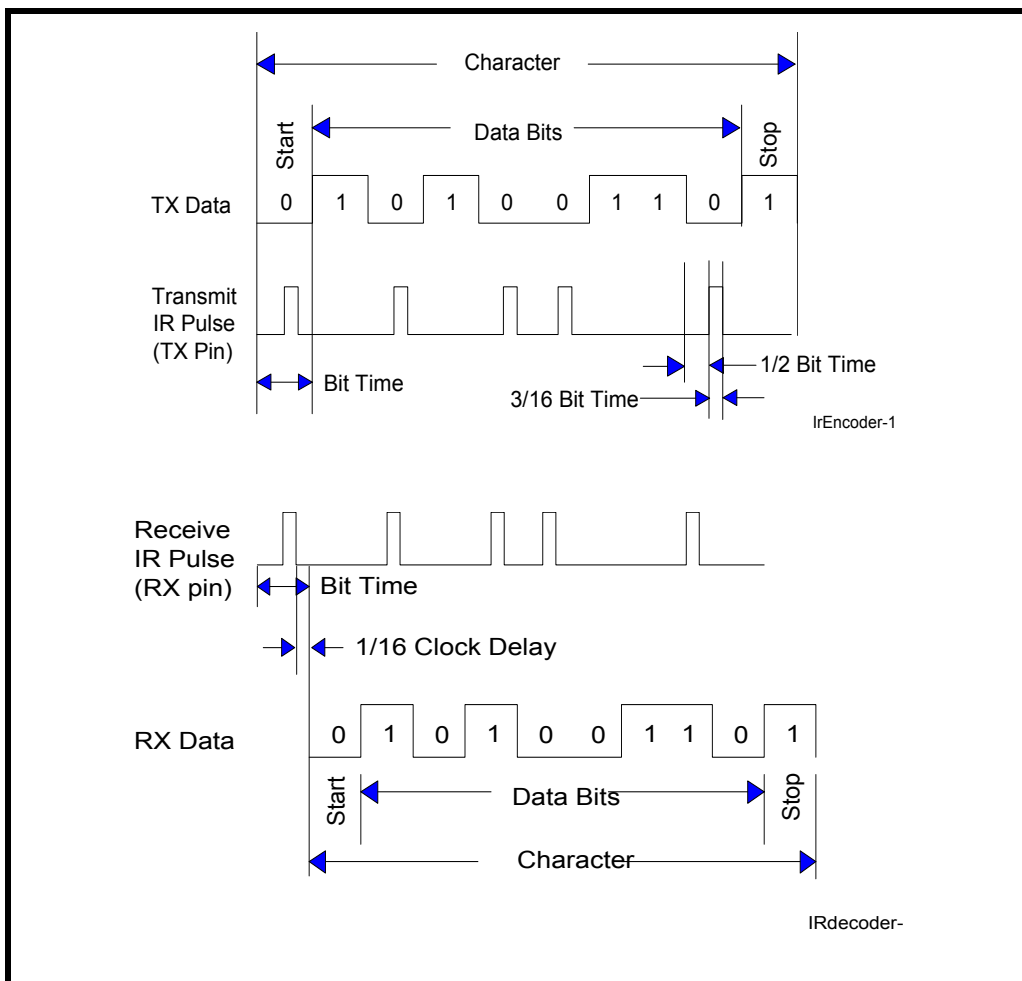 Character
Start
Data Bits
Stop
TX Data
0 1 0 1 0 0 1 1 0 1
Transmit
IR Pulse
(TX Pin)
Bit Time
1/2 Bit Time
3/16 Bit Time
IrEncoder-1
Receive
IR Pulse
(RX pin)
Bit Time
1/16 Clock Delay
RX Data
0 1 0 1 0 0 1 1 0 1
Start
Data Bits
Stop
Character
IRdecoder-